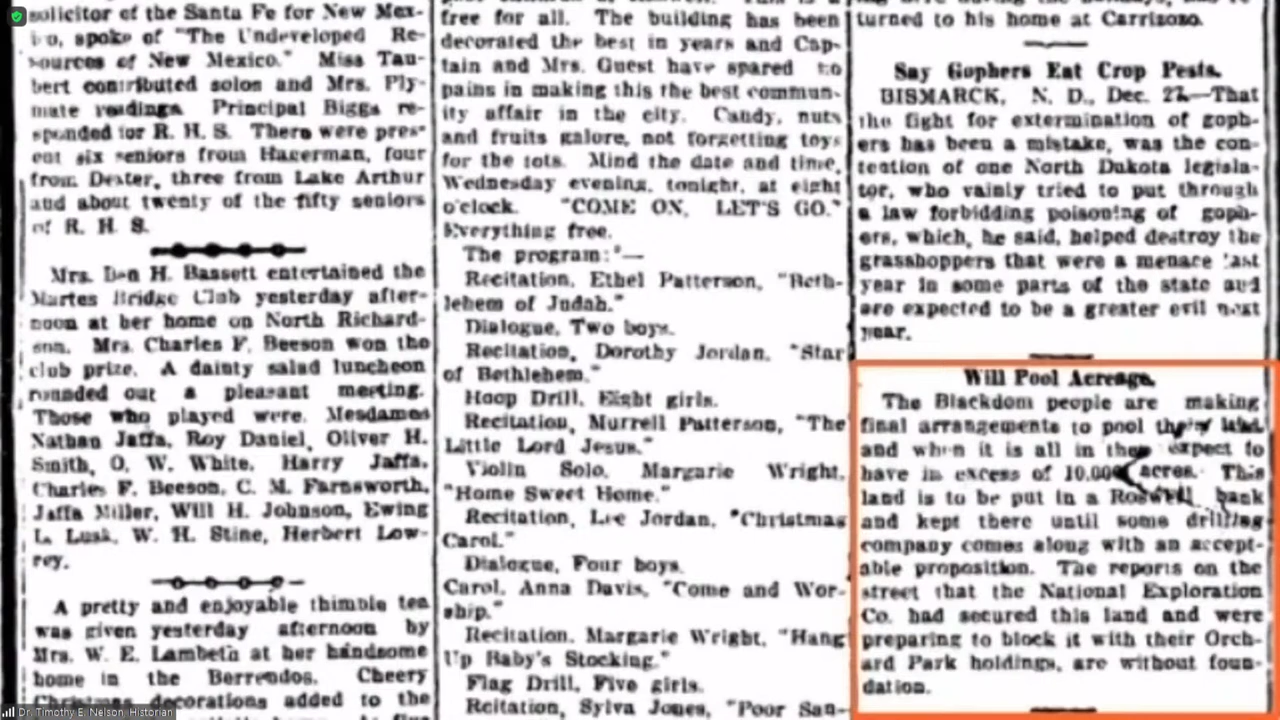 solicitor of the Santa Fe for New Mex-
spoke of "The Undeveloped Re-
sources of New Mexico." Miss Tau-
bert contributed solos and Mrs. Ply-
mate readings. Principal Biggs re-
sponded for R. H. S. There were pres-
ent six seniors from Hagerman, four
from Dexter, three from Lake Arthur
and about twenty of the fifty seniors
of R. H. S.
Mrs. Ben H. Bassett entertained the
Martes Bridge Club yesterday after-
noon at her home on North Richard-
son. Mrs. Charles F. Beeson won the
club prize. A dainty salad luncheon
rounded out a pleasant meeting.
Those who played were. Mesdames
Nathan Jaffa, Roy Daniel, Oliver H.
Smith, O. W. White, Harry Jaffa,
Charles F. Beeson, C. M. Farnsworth,
Jaffa Miller, Will H. Johnson, Ewing
L. Lusk, W. H. Stine, Herbert Low-
rey.
A pretty and enjoyable thimble tea
was given yesterday afternoon by
Mrs. W. E. Lambeth at her handsome
home in the Berrendos. Cheery
Christmas decorations added to the
free for all. The building has been
decorated the best in years and Cap-
tain and Mrs. Guest have spared no
pains in making this the best commun-
ity affair in the city. Candy, nuts
and fruits galore, not forgetting toys
for the tots. Mind the date and time,
Wednesday evening, tonight, at eight
o'clock. "COME ON, LET'S GO."
Everything free.
The program:—
Recitation, Ethel Patterson, "Beth-
lehem of Judah."
Dialogue, Two boys.
Recitation, Dorothy Jordan, "Star
of Bethlehem."
Hoop Drill, Eight girls.
Recitation, Murrell Patterson, "The
Little Lord Jesus."
Violin Solo, Margarie Wright,
"Home Sweet Home."
Recitation, Lee Jordan, "Christmas
Carol."
Dialogue, Four boys.
Carol, Anna Davis, "Come and Wor-
ship."
Recitation, Margarie Wright, "Hang
Up Baby's Stocking."
Flag Drill, Five girls.
Recitation, Sylva Jones, "Poor San-
turned to his home at Carrizozo.
Say Gophers Eat Crop Pests.
BISMARCK, N. D., Dec. 27.—That
the fight for extermination of goph-
ers has been a mistake, was the con-
tention of one North Dakota legisla-
tor, who vainly tried to put through
a law forbidding poisoning of goph-
ers, which, he said, helped destroy the
grasshoppers that were a menace last
year in some parts of the state and
are expected to be a greater evil next
year.
Will Pool Acreage.
The Blackdom people are making
final arrangements to pool their land
and when it is all in they expect to
have in excess of 10,000 acres. This
land is to be put in a Roswell bank
and kept there until some drilling
company comes along with an accept-
able proposition. The reports on the
street that the National Exploration
Co. had secured this land and were
preparing to block it with their Orch-
ard Park holdings, are without foun-
dation.
Dr. Timothy E. Nelson, Historian